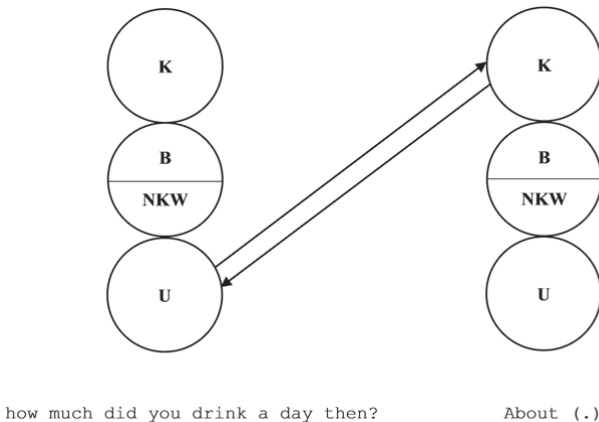 K K
B B
NKW NKW
U U
how much did you drink a day then? About (.)